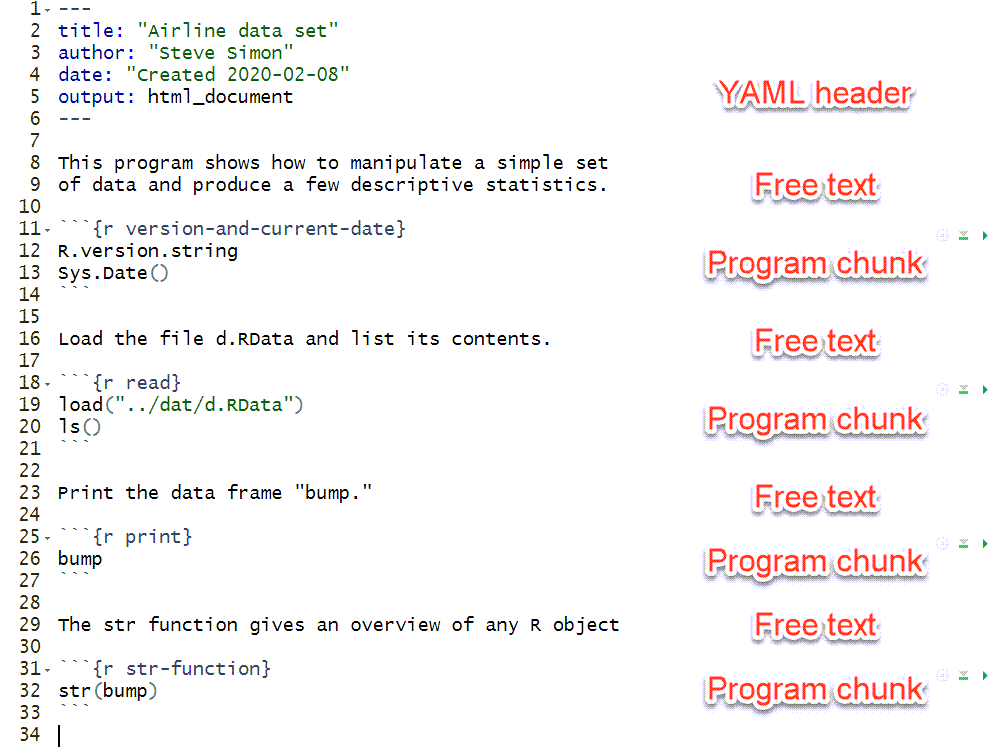 1 ---
2 title: "Airline data set"
3 author: "Steve Simon"
4 date: "Created 2020-02-08"
5 output: html_document YAML header
6 ---
7
8 This program shows how to manipulate a simple set
9 of data and produce a few descriptive statistics. Free text
10
11 ```{r version-and-current-date}
12 R.version.string
13 Sys.Date() Program chunk
14 ```
15
16 Load the file d.RData and list its contents. Free text
17
18 ```{r read}
19 load("../dat/d.RData")
20 ls() Program chunk
21 ```
22
23 Print the data frame "bump." Free text
24
25 ```{r print}
26 bump Program chunk
27 ```
28
29 The str function gives an overview of any R object Free text
30
31 ```{r str-function}
32 str(bump) Program chunk
33 ```
34